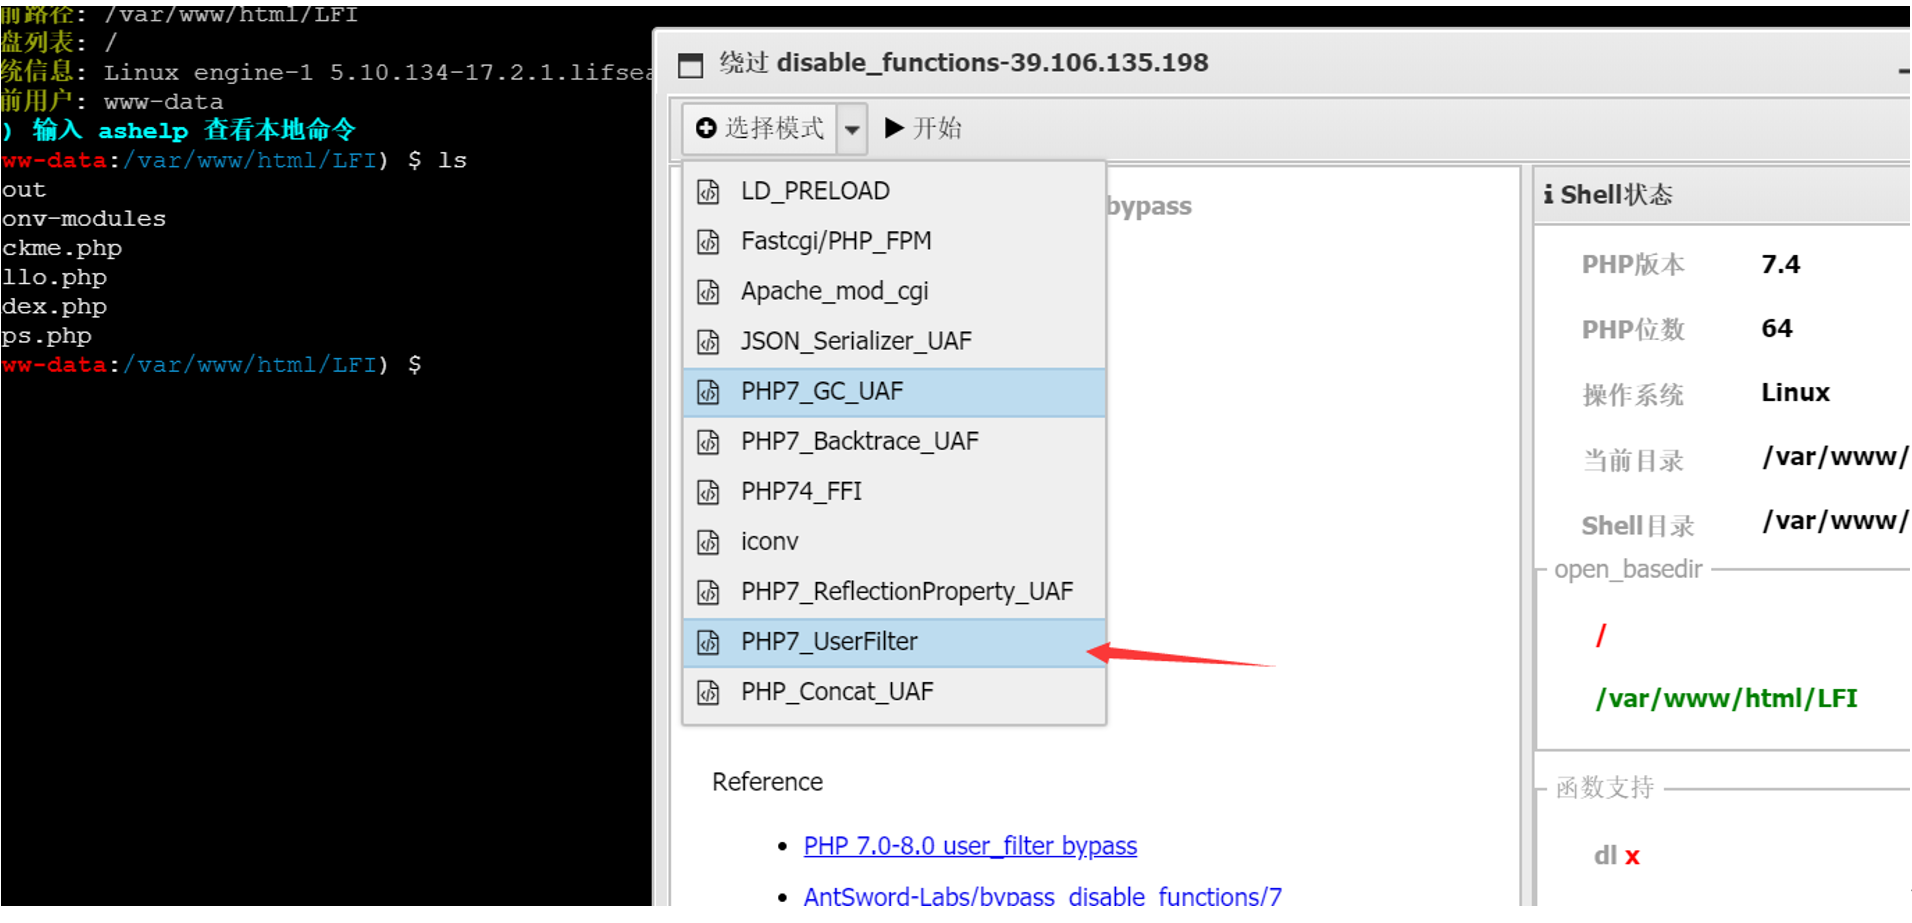 前路径: /var/www/html/LFI
盘列表: /
统信息: Linux engine-1 5.10.134-17.2.1.lifsea
前用户: www-data
) 输入 ashelp 查看本地命令
ww-data:/var/www/html/LFI) $ ls
out
onv-modules
ckme.php
llo.php
dex.php
ps.php
ww-data:/var/www/html/LFI) $
绕过 disable_functions-39.106.135.198
选择模式
开始
LD_PRELOAD
Fastcgi/PHP_FPM
Apache_mod_cgi
JSON_Serializer_UAF
PHP7_GC_UAF
PHP7_Backtrace_UAF
PHP74_FFI
iconv
PHP7_ReflectionProperty_UAF
PHP7_UserFilter
PHP_Concat_UAF
bypass
Reference
PHP 7.0-8.0 user_filter bypass
AntSword-Labs/bypass_disable_functions/7
Shell状态
PHP版本 7.4
PHP位数 64
操作系统 Linux
当前目录 /var/www/
Shell目录 /var/www/
open_basedir
/
/var/www/html/LFI
函数支持
dl x